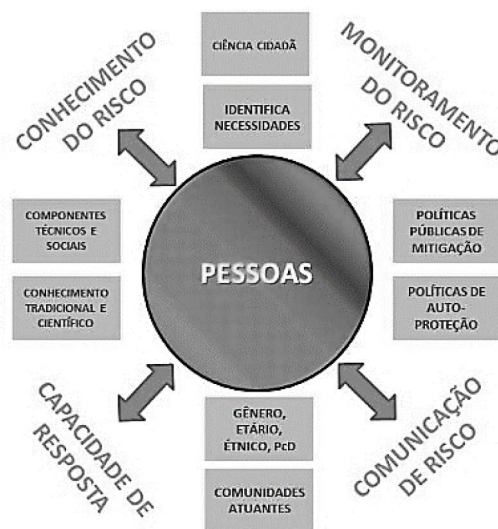 CIÊNCIA CIDADÃ
CONHECIMENTO
DO RISCO
MONITORAMENTO
DO RISCO
IDENTIFICA
NECESSIDADES
COMPONENTES
TÉCNICOS E
SOCIAIS
POLÍTICAS
PÚBLICAS DE
MITIGAÇÃO
PESSOAS
CONHECIMENTO
TRADICIONAL E
CIENTÍFICO
POLÍTICAS
DE AUTO-
PROTEÇÃO
CAPACIDADE DE
RESPOSTA
GÊNERO,
ETÁRIO,
ÉTNICO, PcD
COMUNICAÇÃO
DE RISCO
COMUNIDADES
ATUANTES